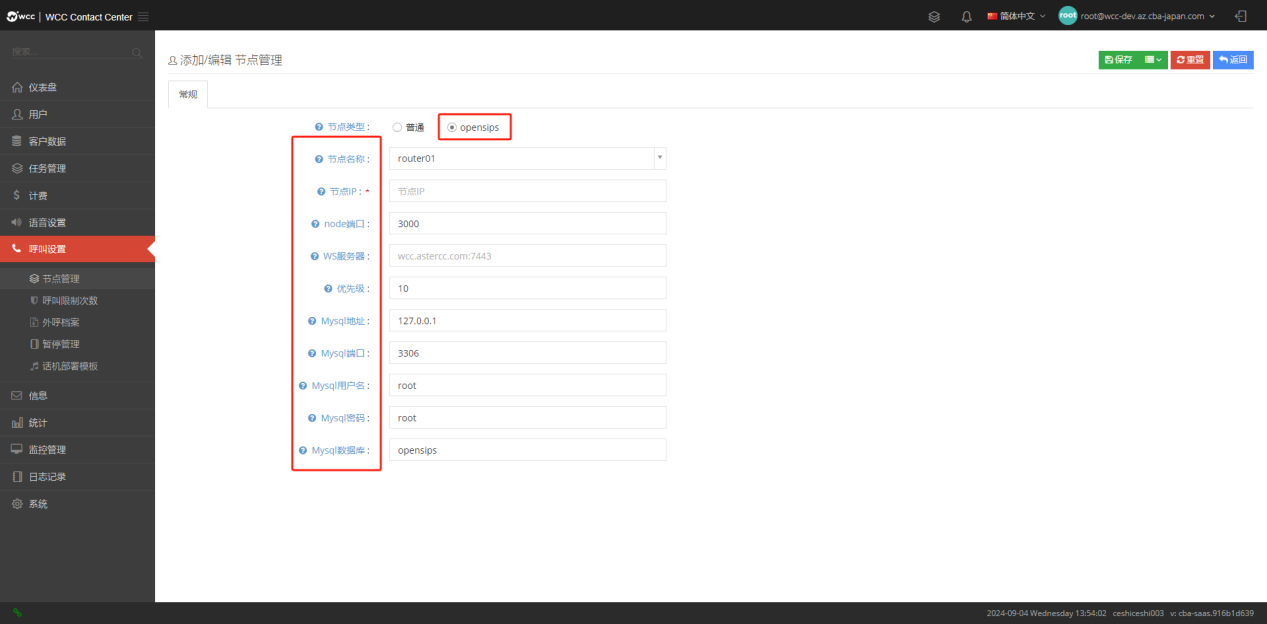 wcc | WCC Contact Center
简体中文
root
root@wcc-dev.az.cba-japan.com
搜索...
仪表盘
用户
客户数据
任务管理
计费
语音设置
呼叫设置
节点管理
呼叫限制次数
外呼档案
暂停管理
话机部署模板
信息
统计
监控管理
日志记录
系统
添加/编辑 节点管理
保存
重置
返回
常规
节点类型:
普通
opensips
节点名称:
router01
节点IP: *
节点IP
node端口:
3000
WS服务器:
wcc.astercc.com:7443
优先级:
10
Mysql地址:
127.0.0.1
Mysql端口:
3306
Mysql用户名:
root
Mysql密码:
root
Mysql数据库:
opensips
2024-09-04 Wednesday 13:54:02 ceshiceshi003 v: cba-saas.916b1d639